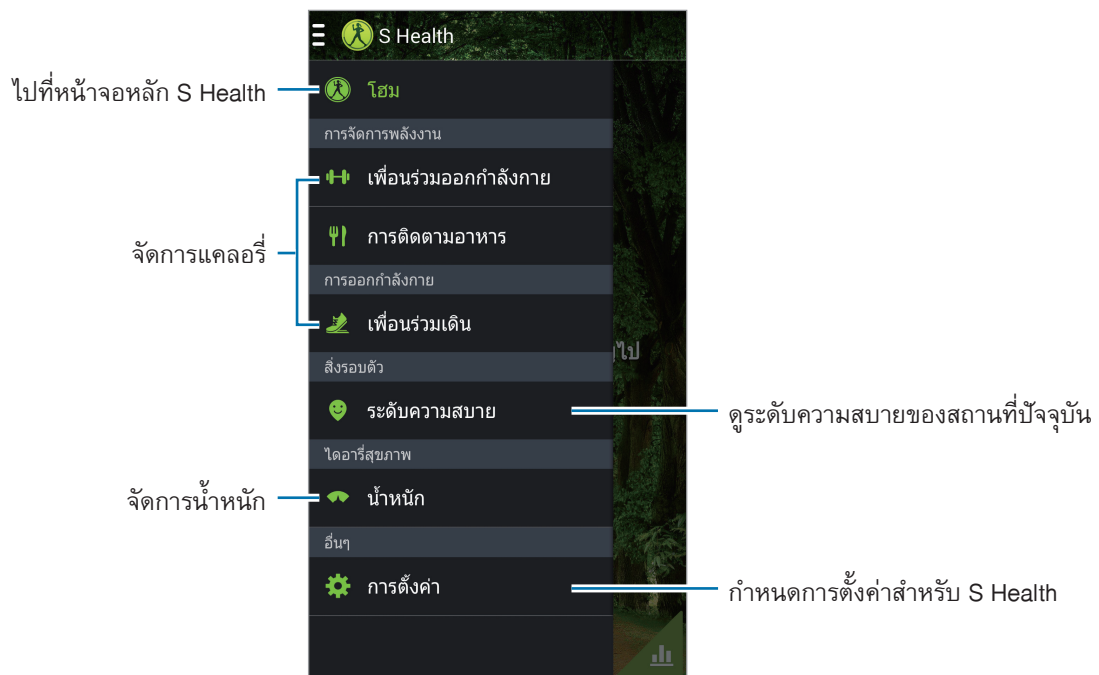 S Health
ไปที่หน้าจอหลัก S Health
โฮม
การจัดการพลังงาน
เพื่อนร่วมออกกำลังกาย
จัดการแคลอรี่
การติดตามอาหาร
การออกกำลังกาย
เพื่อนร่วมเดิน
สิ่งรอบตัว
ระดับความสบาย
ดูระดับความสบายของสถานที่ปัจจุบัน
ไดอารี่สุขภาพ
จัดการน้ำหนัก
น้ำหนัก
อื่นๆ
การตั้งค่า
กำหนดการตั้งค่าสำหรับ S Health